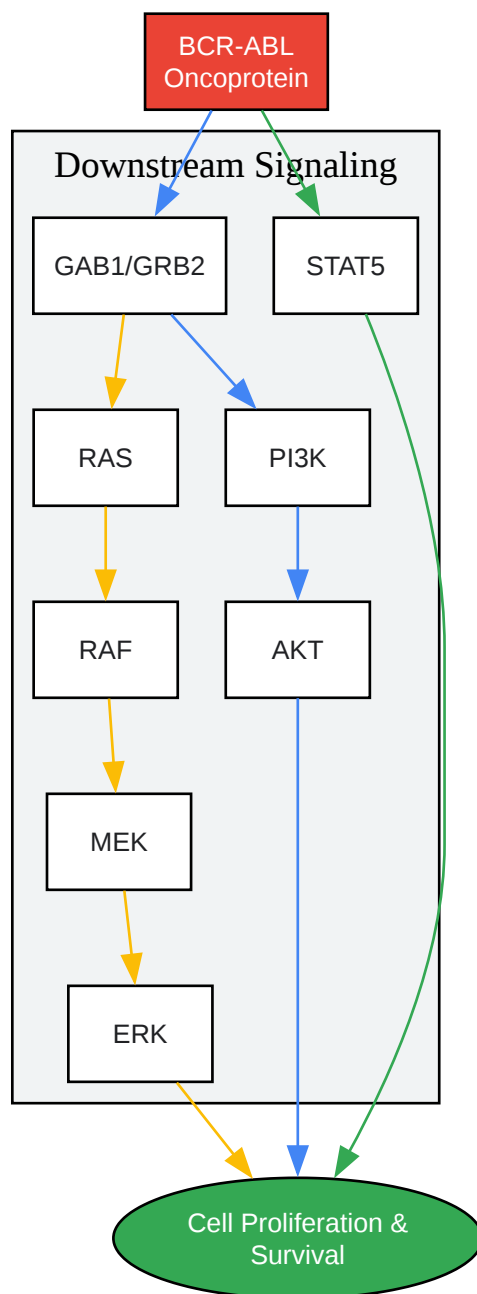 BCR-ABL
Oncoprotein
Downstream Signaling
GAB1/GRB2
STAT5
RAS
PI3K
RAF
AKT
MEK
ERK
Cell Proliferation &
Survival